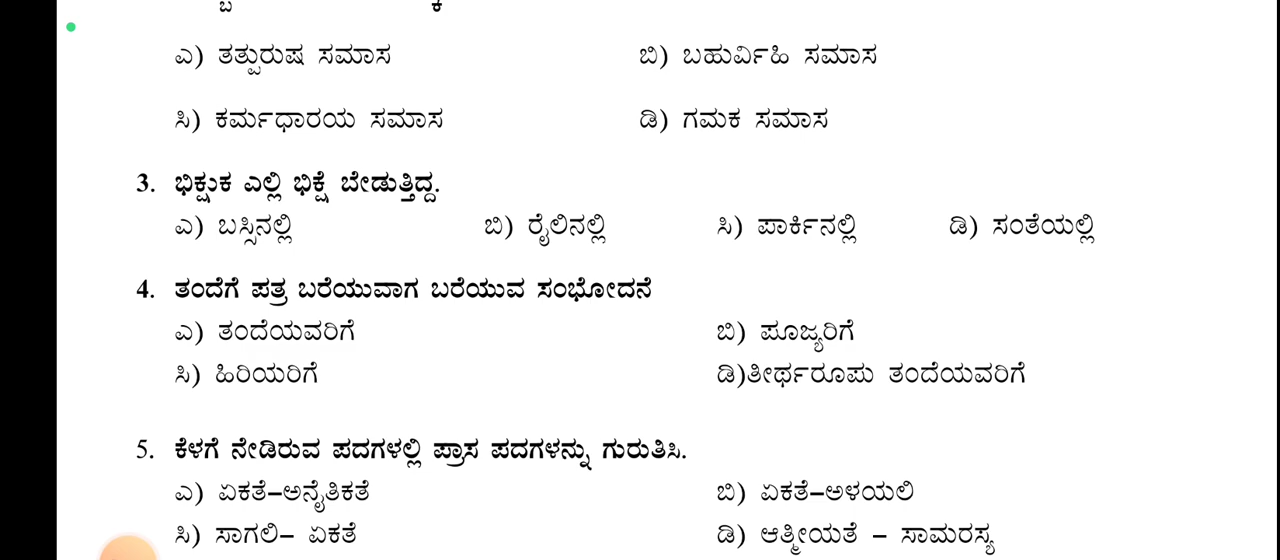 ಎ) ತತ್ಪುರುಷ ಸಮಾಸ ಬಿ) ಬಹುರ್ವಿಹಿ ಸಮಾಸ
ಸಿ) ಕರ್ಮಧಾರಯ ಸಮಾಸ ಡಿ) ಗಮಕ ಸಮಾಸ
3. ಭಿಕ್ಷುಕ ಎಲ್ಲಿ ಭಿಕ್ಷೆ ಬೇಡುತ್ತಿದ್ದ.
ಎ) ಬಸ್ಸಿನಲ್ಲಿ ಬಿ) ರೈಲಿನಲ್ಲಿ ಸಿ) ಪಾರ್ಕಿನಲ್ಲಿ ಡಿ) ಸಂತೆಯಲ್ಲಿ
4. ತಂದೆಗೆ ಪತ್ರ ಬರೆಯುವಾಗ ಬರೆಯುವ ಸಂಭೋದನೆ
ಎ) ತಂದೆಯವರಿಗೆ ಬಿ) ಪೂಜ್ಯರಿಗೆ
ಸಿ) ಹಿರಿಯರಿಗೆ ಡಿ)ತೀರ್ಥರೂಪು ತಂದೆಯವರಿಗೆ
5. ಕೆಳಗೆ ನೇಡಿರುವ ಪದಗಳಲ್ಲಿ ಪ್ರಾಸ ಪದಗಳನ್ನು ಗುರುತಿಸಿ.
ಎ) ಏಕತೆ–ಅನೈತಿಕತೆ ಬಿ) ಏಕತೆ–ಅಳಯಲಿ
ಸಿ) ಸಾಗಲಿ– ಏಕತೆ ಡಿ) ಆತ್ಮೀಯತೆ – ಸಾಮರಸ್ಯ